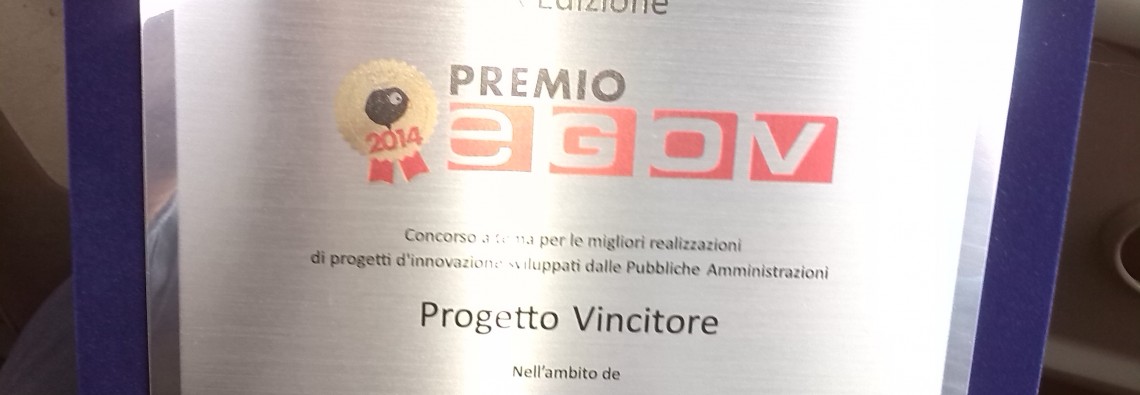 Edizione
PREMIO
2014
eGOV
Concorso a tema per le migliori realizzazioni
di progetti d'innovazione sviluppati dalle Pubbliche Amministrazioni
Progetto Vincitore
Nell'ambito de